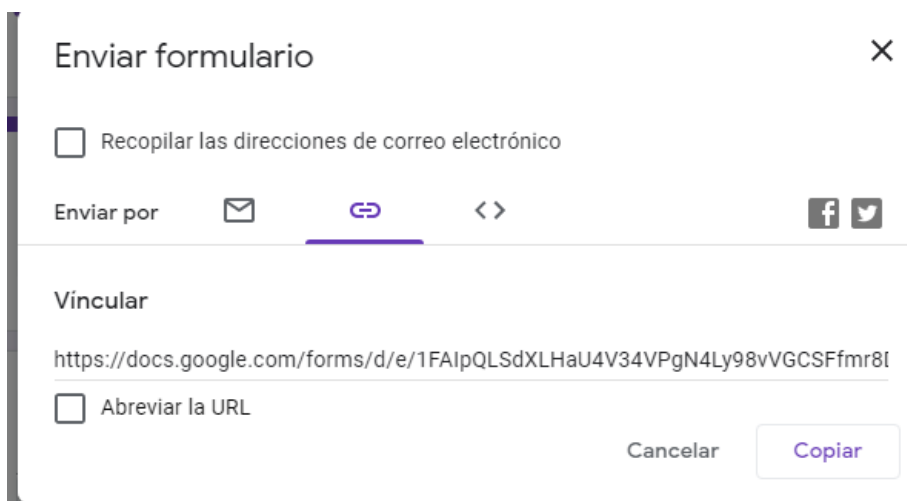 Enviar formulario
Recopilar las direcciones de correo electrónico
Enviar por
Víncular
https://docs.google.com/forms/d/e/1FAIpQLSdXLHaU4V34VPgN4Ly98vVGCSFfmr8
Abreviar la URL
Cancelar Copiar